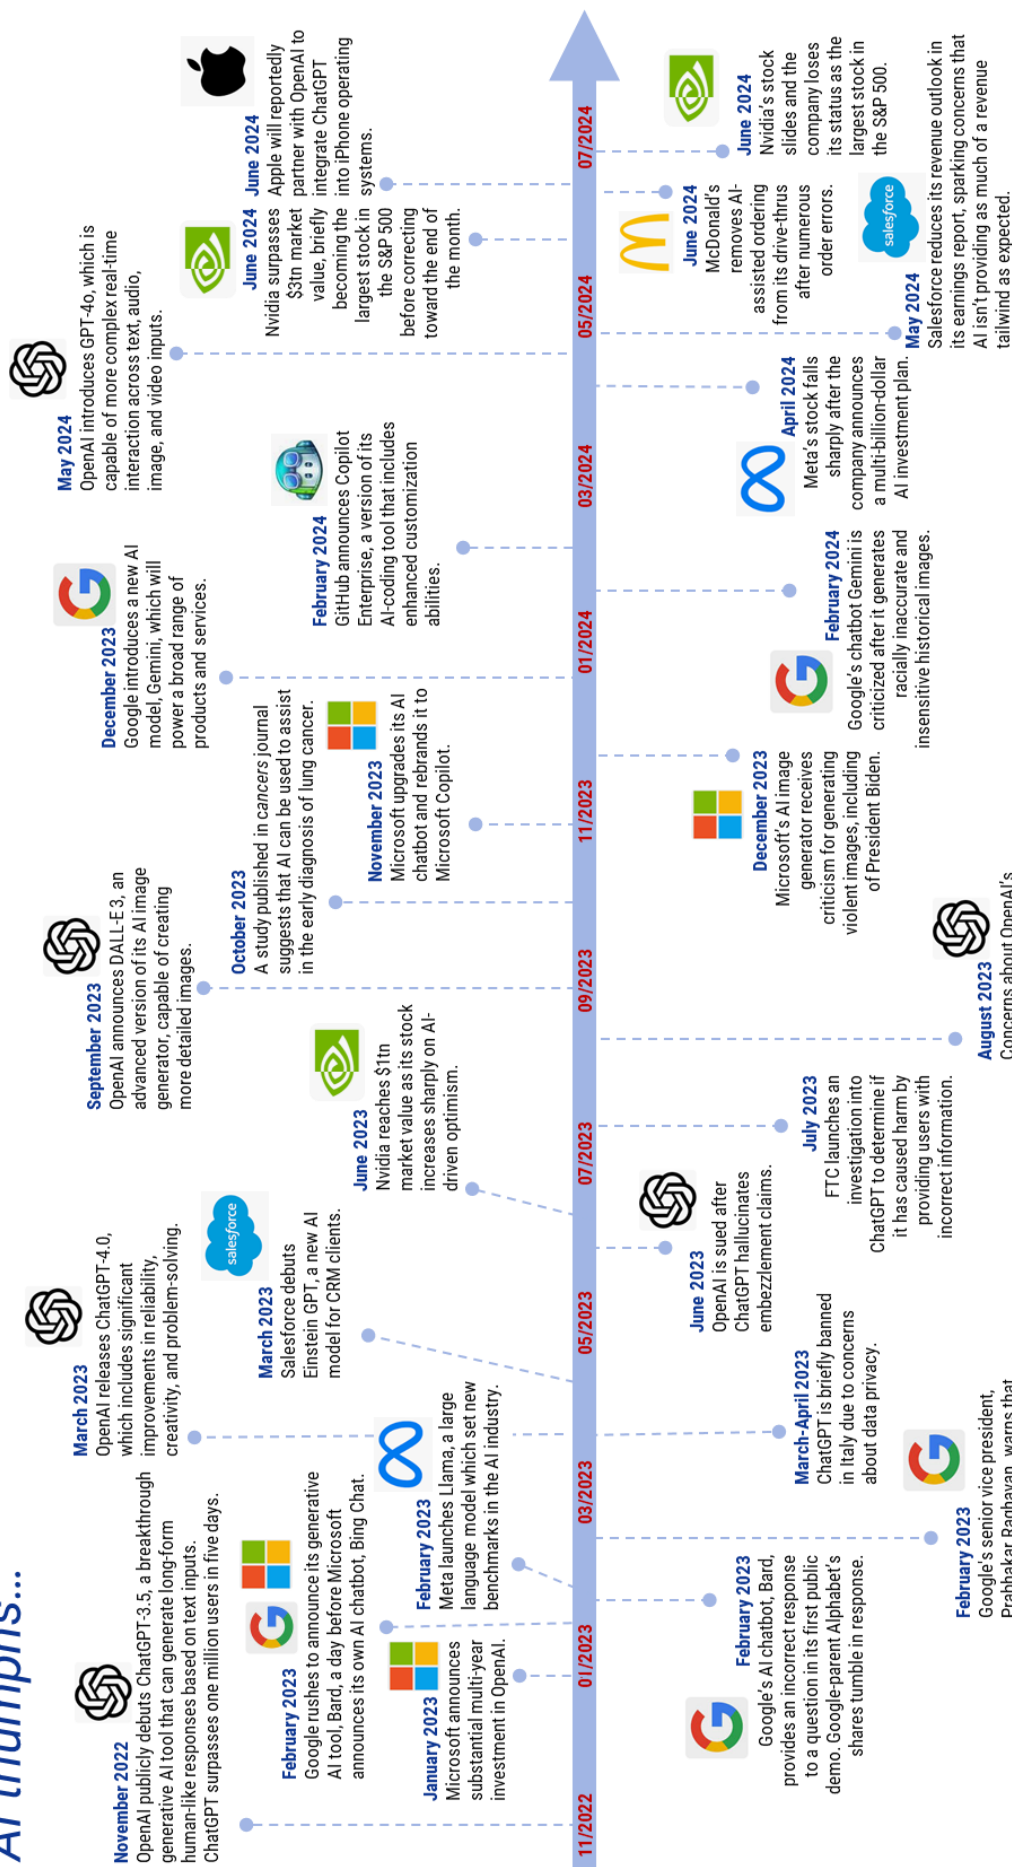 AI triumphs...
November 2022
OpenAI publicly debuts ChatGPT-3.5, a breakthrough
generative AI tool that can generate long-form
human-like responses based on text inputs.
ChatGPT surpasses one million users in five days.
March 2023
OpenAI releases ChatGPT-4.0,
which includes significant
improvements in reliability,
creativity, and problem-solving.
September 2023
OpenAI announces DALL-E 3, an
advanced version of its AI image
generator, capable of creating
more detailed images.
December 2023
Google introduces a new AI
model, Gemini, which will
power a broad range of
products and services.
May 2024
OpenAI introduces GPT-4o, which is
capable of more complex real-time
interaction across text, audio,
image, and video inputs.
February 2023
Google rushes to announce its generative
AI tool, Bard, a day before Microsoft
announces its own AI chatbot, Bing Chat.
salesforce
March 2023
Salesforce debuts
Einstein GPT, a new AI
model for CRM clients.
October 2023
A study published in cancers journal
suggests that AI can be used to assist
in the early diagnosis of lung cancer.
February 2024
GitHub announces Copilot
Enterprise, a version of its
AI-coding tool that includes
enhanced customization
abilities.
June 2024
Nvidia surpasses
$3tn market
value, briefly
becoming the
largest stock in
the S&P 500
before correcting
toward the end of
the month.
June 2024
Apple will reportedly
partner with OpenAI to
integrate ChatGPT
into iPhone operating
systems.
January 2023
Microsoft announces
substantial multi-year
investment in OpenAI.
February 2023
Meta launches Llama, a large
language model which set new
benchmarks in the AI industry.
June 2023
Nvidia reaches $1tn
market value as its stock
increases sharply on AI-
driven optimism.
November 2023
Microsoft upgrades its AI
chatbot and rebrands it to
Microsoft Copilot.
11/2022
01/2023
03/2023
05/2023
07/2023
09/2023
11/2023
01/2024
03/2024
05/2024
07/2024
February 2023
Google's AI chatbot, Bard,
provides an incorrect response
to a question in its first public
demo. Google-parent Alphabet's
shares tumble in response.
February 2023
Google's senior vice president,
Prabhakar Raghavan, warns that
March-April 2023
ChatGPT is briefly banned
in Italy due to concerns
about data privacy.
June 2023
OpenAI is sued after
ChatGPT hallucinates
embezzlement claims.
July 2023
FTC launches an
investigation into
ChatGPT to determine if
it has caused harm by
providing users with
incorrect information.
August 2023
Concerns about OpenAI's
December 2023
Microsoft's AI image
generator receives
criticism for generating
violent images, including
of President Biden.
February 2024
Google's chatbot Gemini is
criticized after it generates
racially inaccurate and
insensitive historical images.
April 2024
Meta's stock falls
sharply after the
company announces
a multi-billion-dollar
AI investment plan.
salesforce
May 2024
Salesforce reduces its revenue outlook in
its earnings report, sparking concerns that
AI isn't providing as much of a revenue
tailwind as expected.
June 2024
McDonald's
removes AI-
assisted ordering
from its drive-thrus
after numerous
order errors.
June 2024
Nvidia's stock
slides and the
company loses
its status as the
largest stock in
the S&P 500.